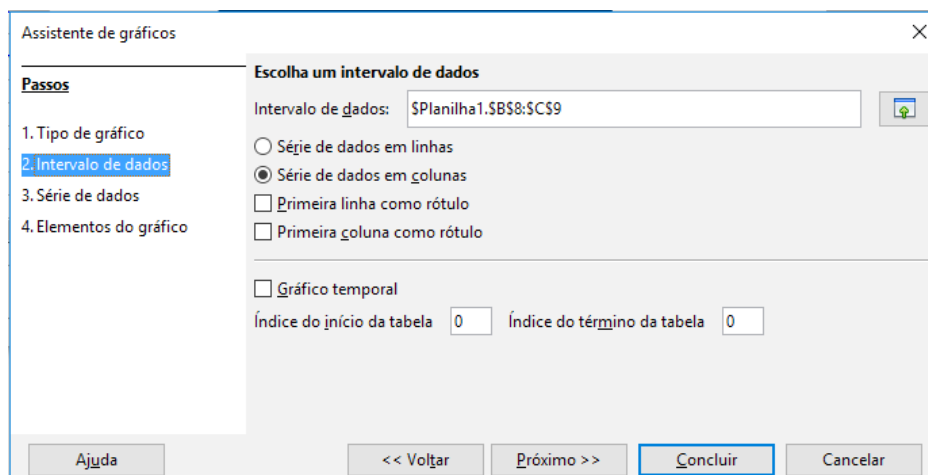 Assistente de gráficos
Passos
1. Tipo de gráfico
2. Intervalo de dados
3. Série de dados
4. Elementos do gráfico
Escolha um intervalo de dados
Intervalo de dados: $Planilha1.$B$8:$C$9
Série de dados em linhas
Série de dados em colunas
Primeira linha como rótulo
Primeira coluna como rótulo
Gráfico temporal
Índice do início da tabela 0 Índice do término da tabela 0
Ajuda << Voltar Próximo >> Concluir Cancelar